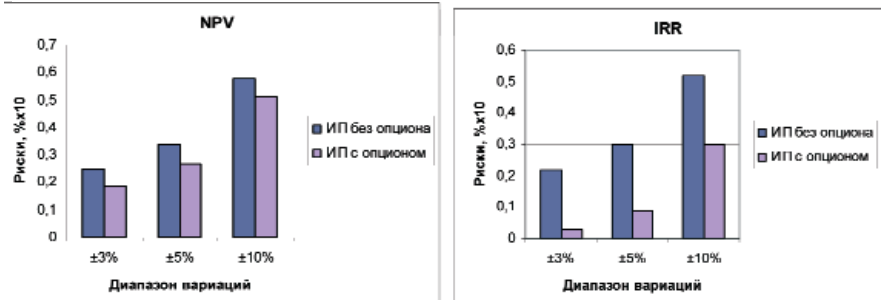 NPV
Риски, %x10
0,7
0,6
0,5
0,4
0,3
0,2
0,1
0
±3%
±5%
±10%
Диапазон вариаций
ИП без опциона
ИП с опционом
IRR
Риски, %x10
0,6
0,5
0,4
0,3
0,2
0,1
0
±3%
±5%
±10%
Диапазон вариаций
ИП без опциона
ИП с опционом